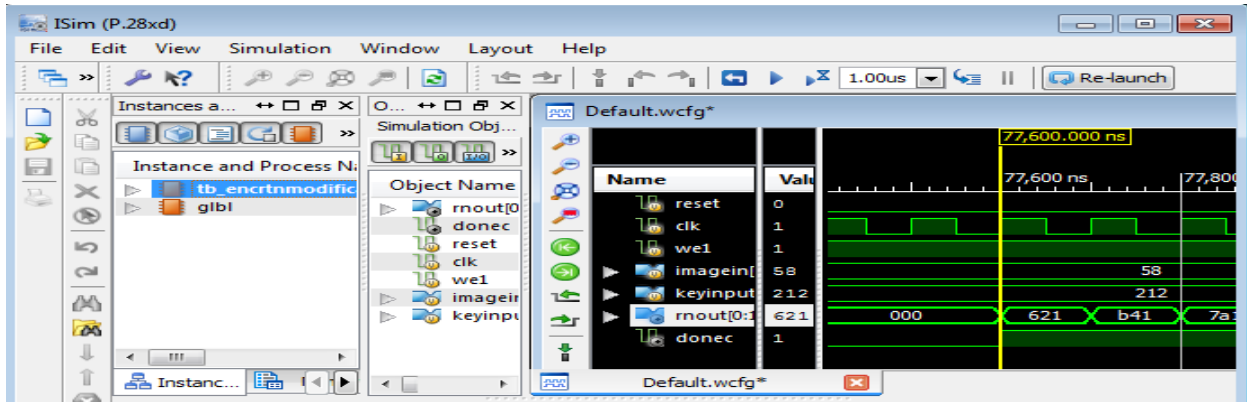 ISim (P.28xd)
File Edit View Simulation Window Layout Help
» 1.00us Re-launch
Instances a...
»
Instance and Process Na
tb_encrtnmodific
glbl
Instanc...
O...
Simulation Obj...
»
Object Name
rnout[0
donec
reset
clk
we1
imagein
keyinpu
Default.wcfg*
77,600.000 ns
Name Valu 77,600 ns 77,800
reset 0
clk 1
we1 1
imagein[ 58 58
keyinput 212 212
rnout[0:1 621 000 621 b41 7a1
donec 1
Default.wcfg*